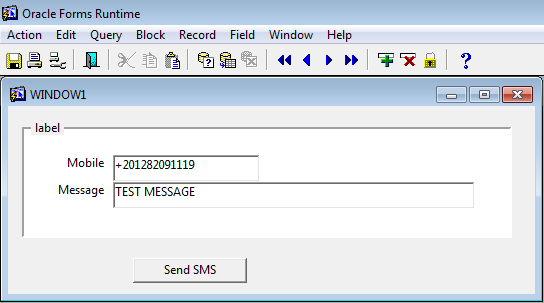 Oracle Forms Runtime
Action Edit Query Block Record Field Window Help
WINDOW1
label
Mobile +201282091119
Message TEST MESSAGE
Send SMS